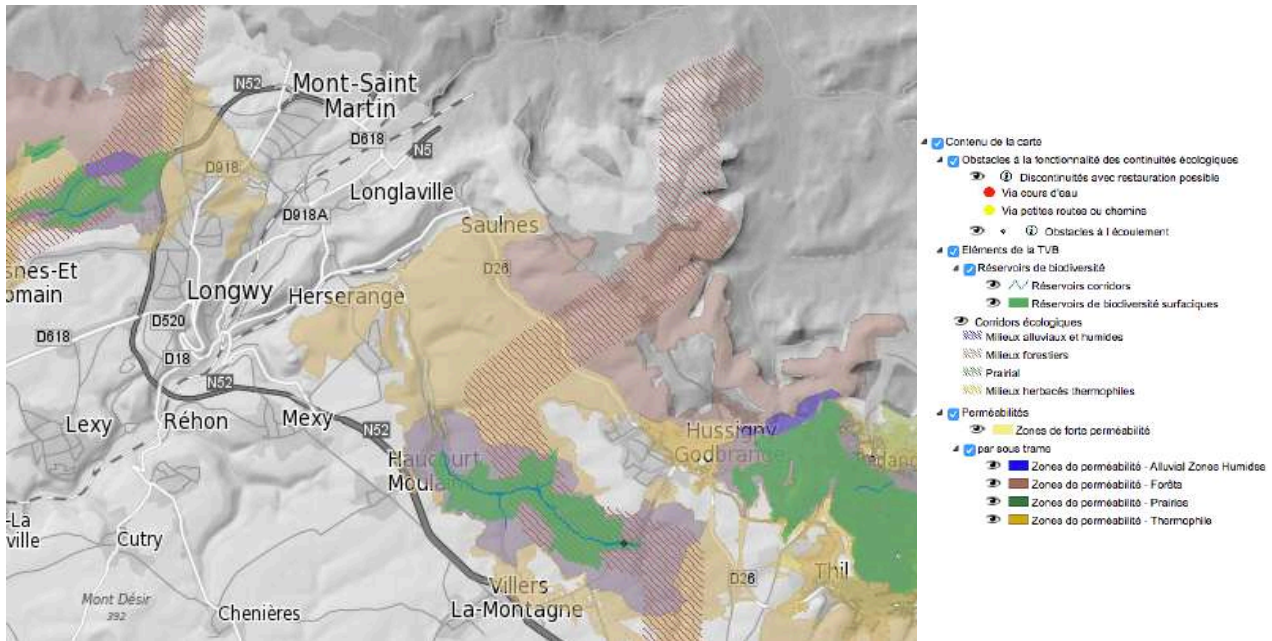 N52
Mont-Saint
Martin
D618
N5
D918
Longlaville
D918A
Saulnes
snes-Et
omain
D26
Longwy
Herserange
D520
D618
D18
N52
Lexy
Réhon
Mexy
N52
Hussigny
Godbrange
Haucourt
-La
ville
Cutry
Villers
La-Montagne
D26
Thil
Mont Désir
392
Chenières
Contenu de la carte
Obstacles à la fonctionnalité des continuités écologiques
Discontinuités avec restauration possible
Via cours d'eau
Via petites routes ou chemins
Obstacles à l écoulement
Eléments de la TVB
Réservoirs de biodiversité
Réservoirs corridors
Réservoirs de biodiversité surfaciques
Corridors écologiques
Milieux alluviaux et humides
Milieux forestiers
Prairial
Milieux herbacés thermophiles
Perméabilités
Zones de forts perméabilité
par sous trame
Zones de perméabilité - Alluvial Zones Humides
Zones de perméabilité - Forêts
Zones de perméabilité - Prairies
Zones de perméabilité - Thermophile